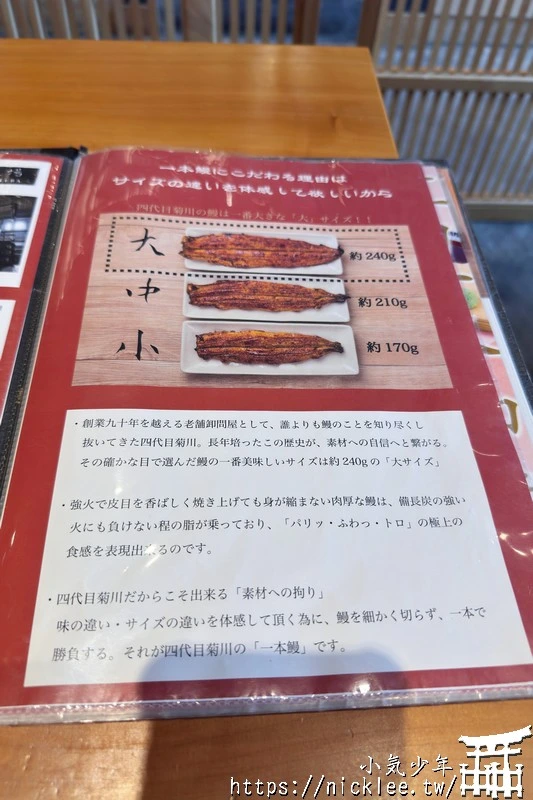 一本鰻にこだわる理由は
サイズの違いを体感して欲しいから
四代目菊川の鰻は一番大きな「大」サイズ！！
大
約240g
中
約210g
小
約170g
・創業九十年を越える老舗卸問屋として、誰よりも鰻のことを知り尽くし
抜いてきた四代目菊川。長年培ったこの歴史が、素材への自信へと繋がる。
その確かな目で選んだ鰻の一番美味しいサイズは約240gの「大サイズ」
・強火で皮目を香ばしく焼き上げても身が縮まない肉厚な鰻は、備長炭の強い
火にも負けない程の脂が乗っており、「パリッ・ふわっ・トロ」の極上の
食感を表現出来るのです。
・四代目菊川だからこそ出来る「素材への拘り」
味の違い・サイズの違いを体感して頂く為に、鰻を細かく切らず、一本で
勝負する。それが四代目菊川の「一本鰻」です。
小気少年
https://nicklee.tw/